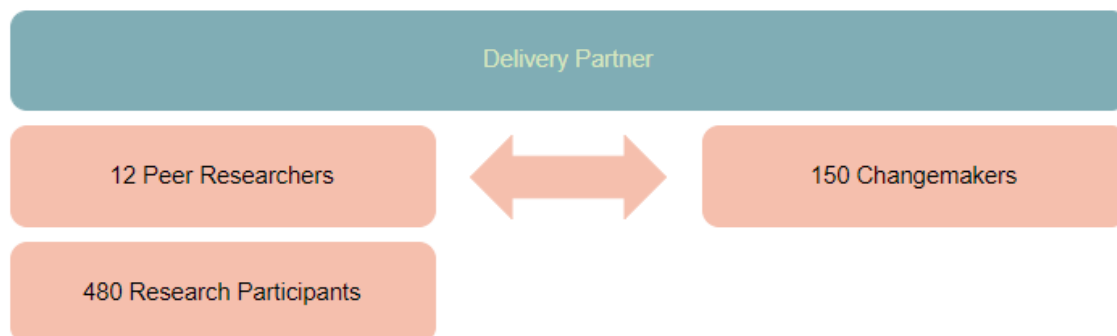 Delivery Partner
12 Peer Researchers
150 Changemakers
480 Research Participants